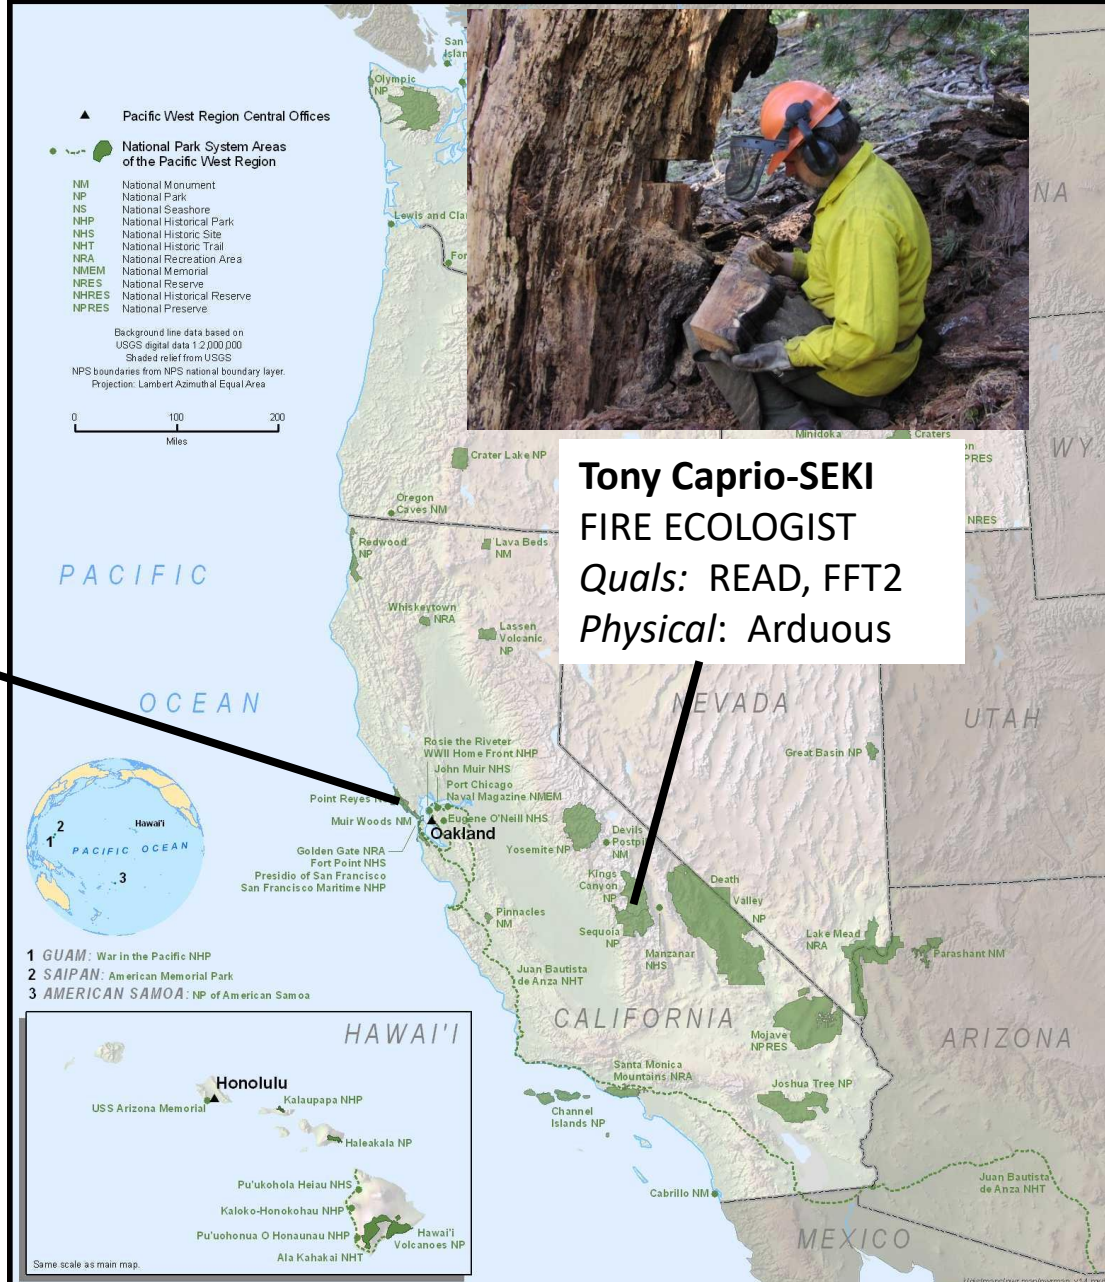 San
Islan
Olympic
NP
Pacific West Region Central Offices
National Park System Areas
of the Pacific West Region
NM National Monument
NP National Park
NS National Seashore
NHP National Historical Park
NHS National Historic Site
NHT National Historic Trail
NRA National Recreation Area
NMEM National Memorial
NRES National Reserve
NHRES National Historical Reserve
NPRES National Preserve
Background line data based on
USGS digital data 1:2,000,000
Shaded relief from USGS
NPS boundaries from NPS national boundary layer.
Projection: Lambert Azimuthal Equal Area
0 100 200
Miles
Lewis and Cla
For
NA
WY
Minidoka
Craters
on
PRES
NRES
Tony Caprio-SEKI
FIRE ECOLOGIST
Quals: READ, FFT2
Physical: Arduous
Crater Lake NP
Oregon
Caves NM
Redwood
NP
Lava Beds
NM
Whiskeytown
NRA
Lassen
Volcanic
NP
PACIFIC
OCEAN
NEVADA
UTAH
Great Basin NP
Rosie the Riveter
WWII Home Front NHP
John Muir NHS
Port Chicago
Naval Magazine NMEM
Point Reyes
Muir Woods NM
Eugene O'Neill NHS
Oakland
Golden Gate NRA
Fort Point NHS
Presidio of San Francisco
San Francisco Maritime NHP
Yosemite NP
Devils
Postpi
NM
Kings
Canyon
NP
Sequoia
NP
Death
Valley
NP
Manzanar
NHS
Pinnacles
NM
Lake Mead
NRA
Parashant NM
Juan Bautista
de Anza NHT
CALIFORNIA
Mojave
NPRES
ARIZONA
Santa Monica
Mountains NRA
Joshua Tree NP
Channel
Islands NP
Cabrillo NM
Juan Bautista
de Anza NHT
MEXICO
Hawai'i
PACIFIC OCEAN
1
2
3
1 GUAM: War in the Pacific NHP
2 SAIPAN: American Memorial Park
3 AMERICAN SAMOA: NP of American Samoa
HAWAI'I
Honolulu
USS Arizona Memorial
Kalaupapa NHP
Haleakala NP
Pu'ukohola Heiau NHS
Kaloko-Honokohau NHP
Pu'uohonua O Honaunau NHP
Hawai'i
Volcanoes NP
Ala Kahakai NHT
Same scale as main map.